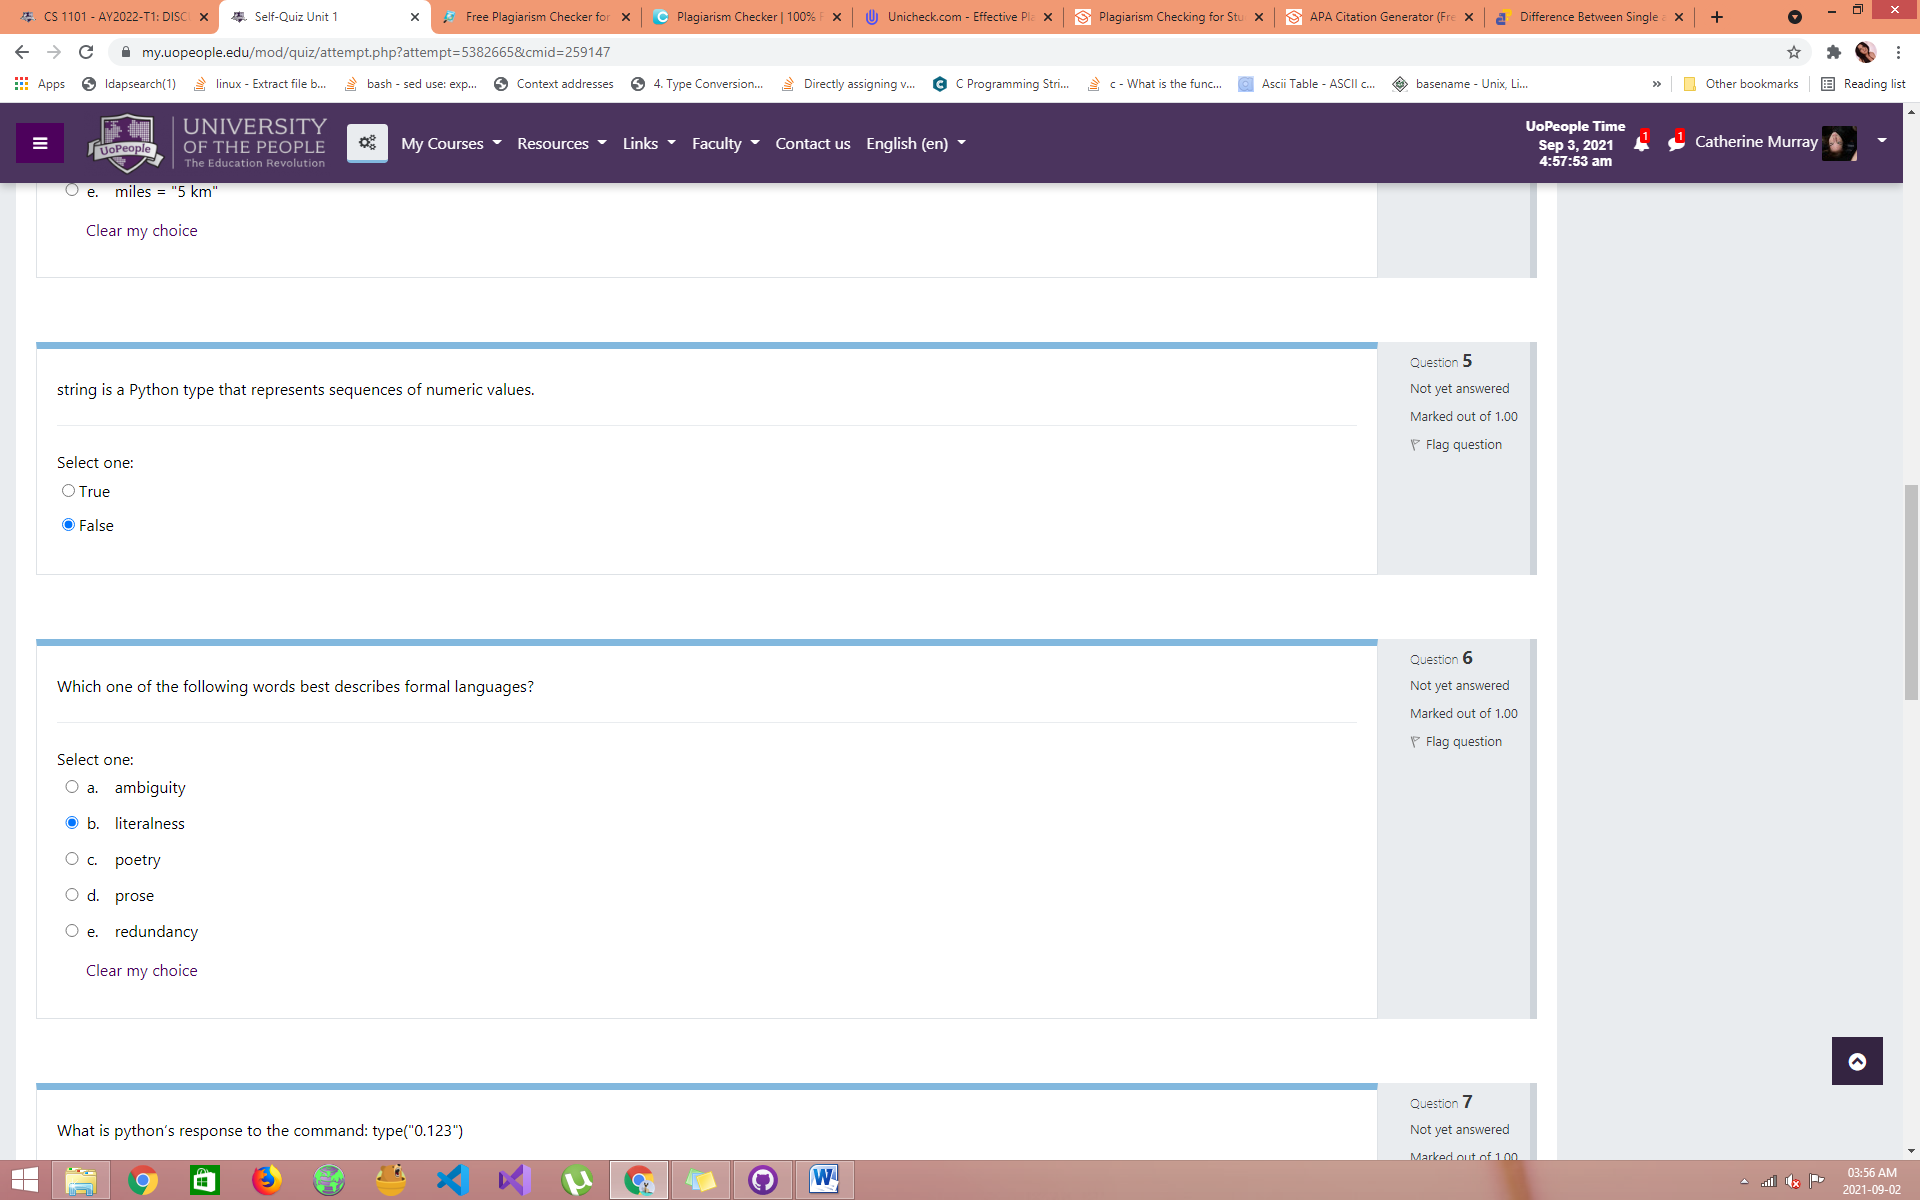 CS 1101 - AY2022-T1: DISC
Self-Quiz Unit 1
Free Plagiarism Checker for
Plagiarism Checker | 100% F
Unicheck.com - Effective Pla
Plagiarism Checking for Stu
APA Citation Generator (Fre
Difference Between Single a
my.uopeople.edu/mod/quiz/attempt.php?attempt=5382665&cmid=259147
Apps
ldapsearch(1)
linux - Extract file b...
bash - sed use: exp...
Context addresses
4. Type Conversion...
Directly assigning v...
C Programming Stri...
c - What is the func...
Ascii Table - ASCII c...
basename - Unix, Li...
»
Other bookmarks
Reading list
UoPeople
UNIVERSITY
OF THE PEOPLE
The Education Revolution
My Courses
Resources
Links
Faculty
Contact us
English (en)
UoPeople Time
Sep 3, 2021
4:57:53 am
1
1
Catherine Murray
e. miles = "5 km"
Clear my choice
string is a Python type that represents sequences of numeric values.
Select one:
True
False
Question 5
Not yet answered
Marked out of 1.00
Flag question
Which one of the following words best describes formal languages?
Select one:
a. ambiguity
b. literalness
c. poetry
d. prose
e. redundancy
Clear my choice
Question 6
Not yet answered
Marked out of 1.00
Flag question
What is python's response to the command: type("0.123")
Question 7
Not yet answered
Marked out of 1.00
03:56 AM
2021-09-02